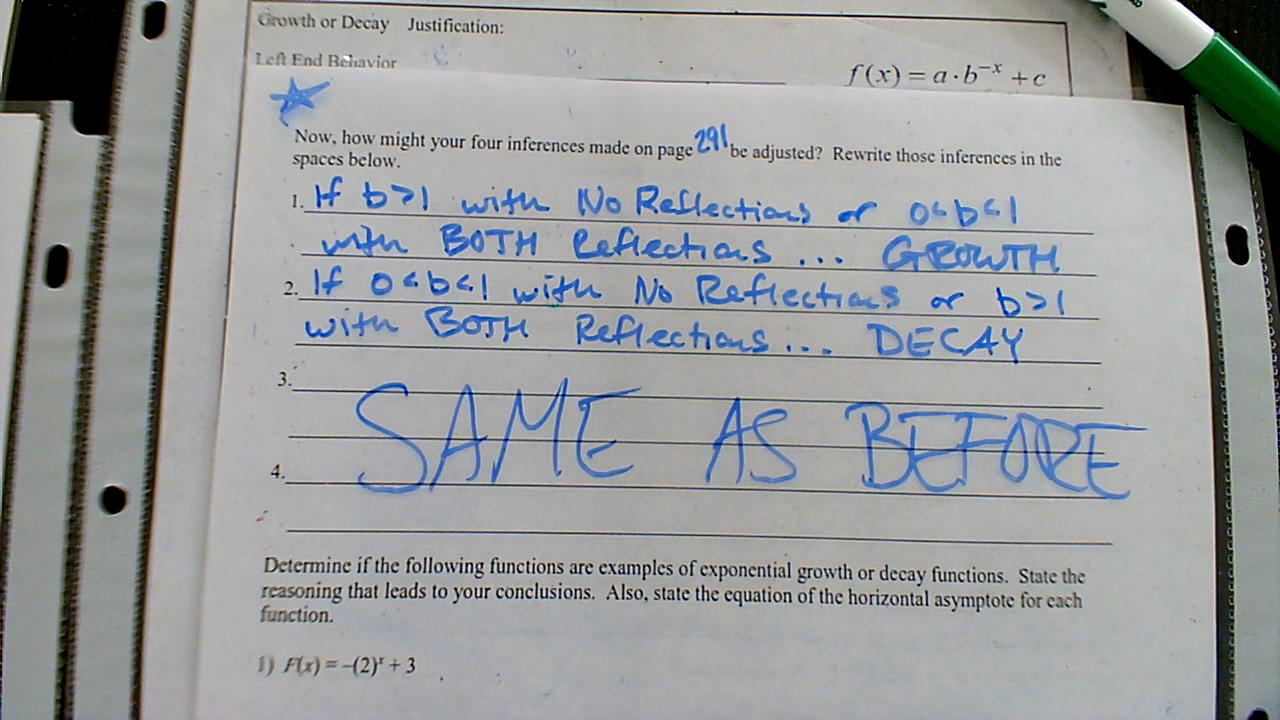 Growth or Decay Justification:
Left End Behavior
f(x) = a·b^{-x} + c
Now, how might your four inferences made on page 291 be adjusted? Rewrite those inferences in the
spaces below.
1. If b>1 with No Reflections or 0<b<1
with BOTH Reflections ... GROWTH
2. If 0<b<1 with No Reflections or b>1
with BOTH Reflections ... DECAY
3.
SAME AS BEFORE
4.
Determine if the following functions are examples of exponential growth or decay functions. State the
reasoning that leads to your conclusions. Also, state the equation of the horizontal asymptote for each
function.
1) F(x) = -(2)^x + 3